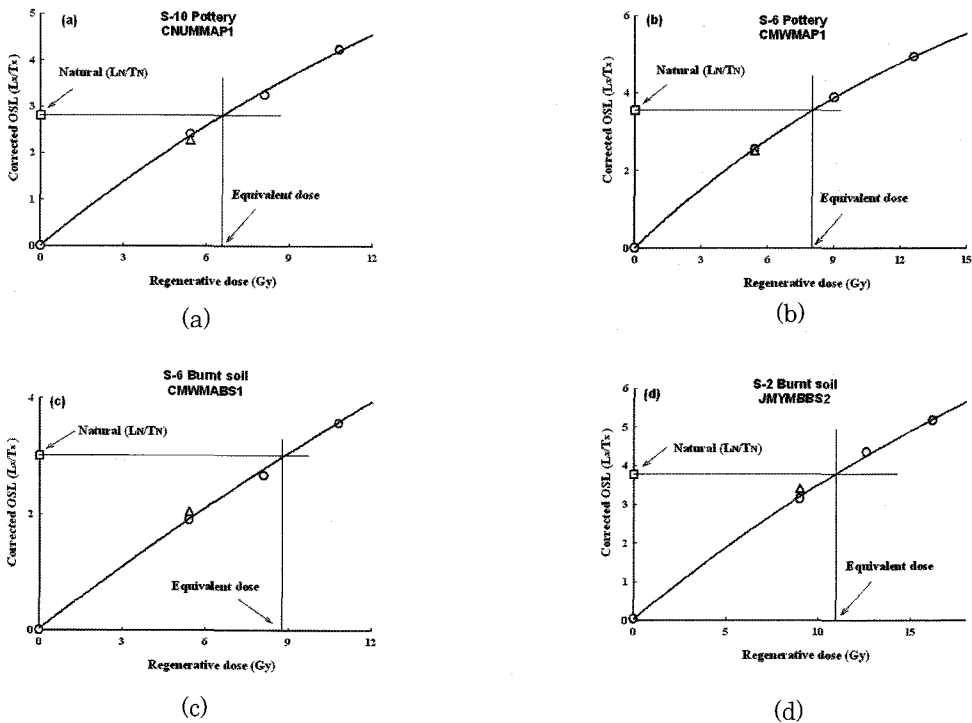 (a)
S-10 Pottery
CNUMMAP1
Natural (LN/TN)
Equivalent dose
Corrected OSL (Lx/Tx)
5
4
3
2
1
0
0
3
6
9
12
Regenerative dose (Gy)
(a)
(b)
S-6 Pottery
CMWMAP1
Natural (LN/TN)
Equivalent dose
Corrected OSL (Lx/Tx)
6
4
2
0
0
3
6
9
12
15
Regenerative dose (Gy)
(b)
(c)
S-6 Burnt soil
CMWMABS1
Natural (LN/TN)
Equivalent dose
Corrected OSL (Lx/Tx)
4
2
0
0
3
6
9
12
Regenerative dose (Gy)
(c)
(d)
S-2 Burnt soil
JMYMBBS2
Natural (LN/TN)
Equivalent dose
Corrected OSL (Lx/Tx)
6
5
4
3
2
1
0
0
5
10
15
Regenerative dose (Gy)
(d)